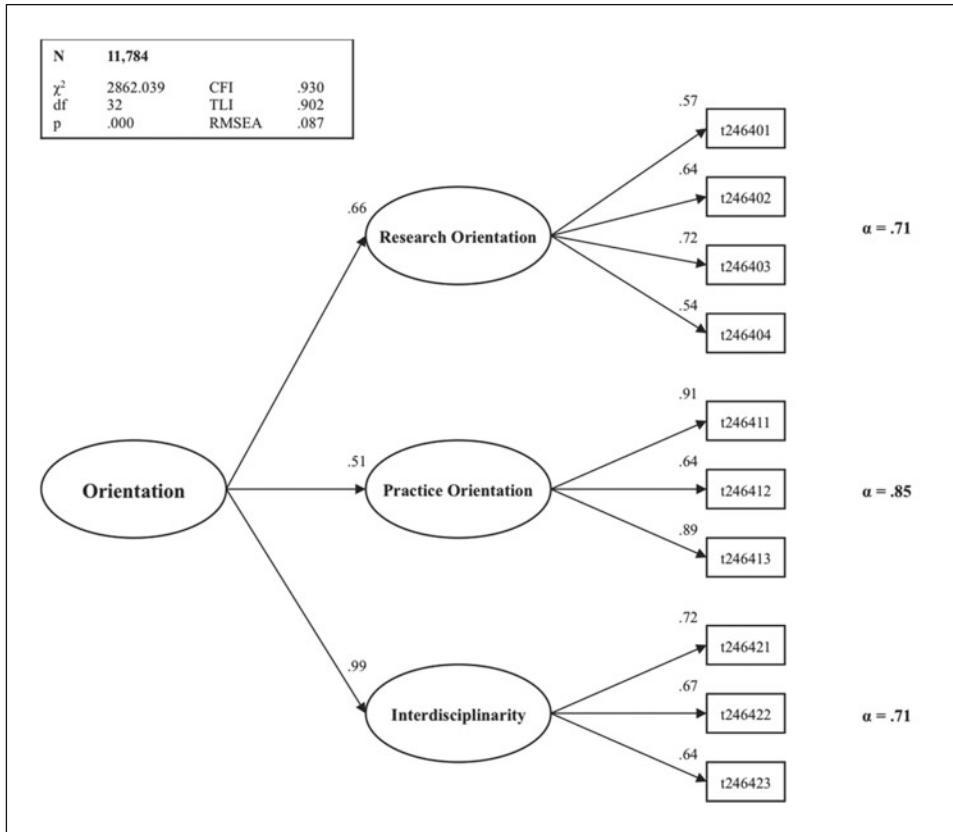 N 11,784
χ² 2862.039 CFI .930
df 32 TLI .902
p .000 RMSEA .087
.57
t246401
.64
t246402
.66
Research Orientation
α = .71
.72
t246403
.54
t246404
.91
t246411
.51
.64
Orientation
Practice Orientation
t246412
α = .85
.89
t246413
.72
t246421
.99
.67
Interdisciplinarity
t246422
α = .71
.64
t246423